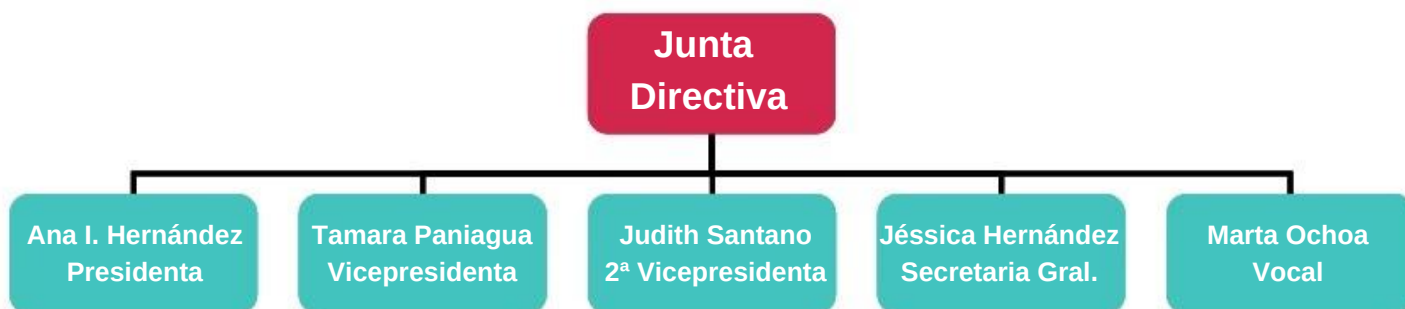 Junta
Directiva
Ana I. Hernández
Presidenta
Tamara Paniagua
Vicepresidenta
Judith Santano
2ª Vicepresidenta
Jéssica Hernández
Secretaria Gral.
Marta Ochoa
Vocal